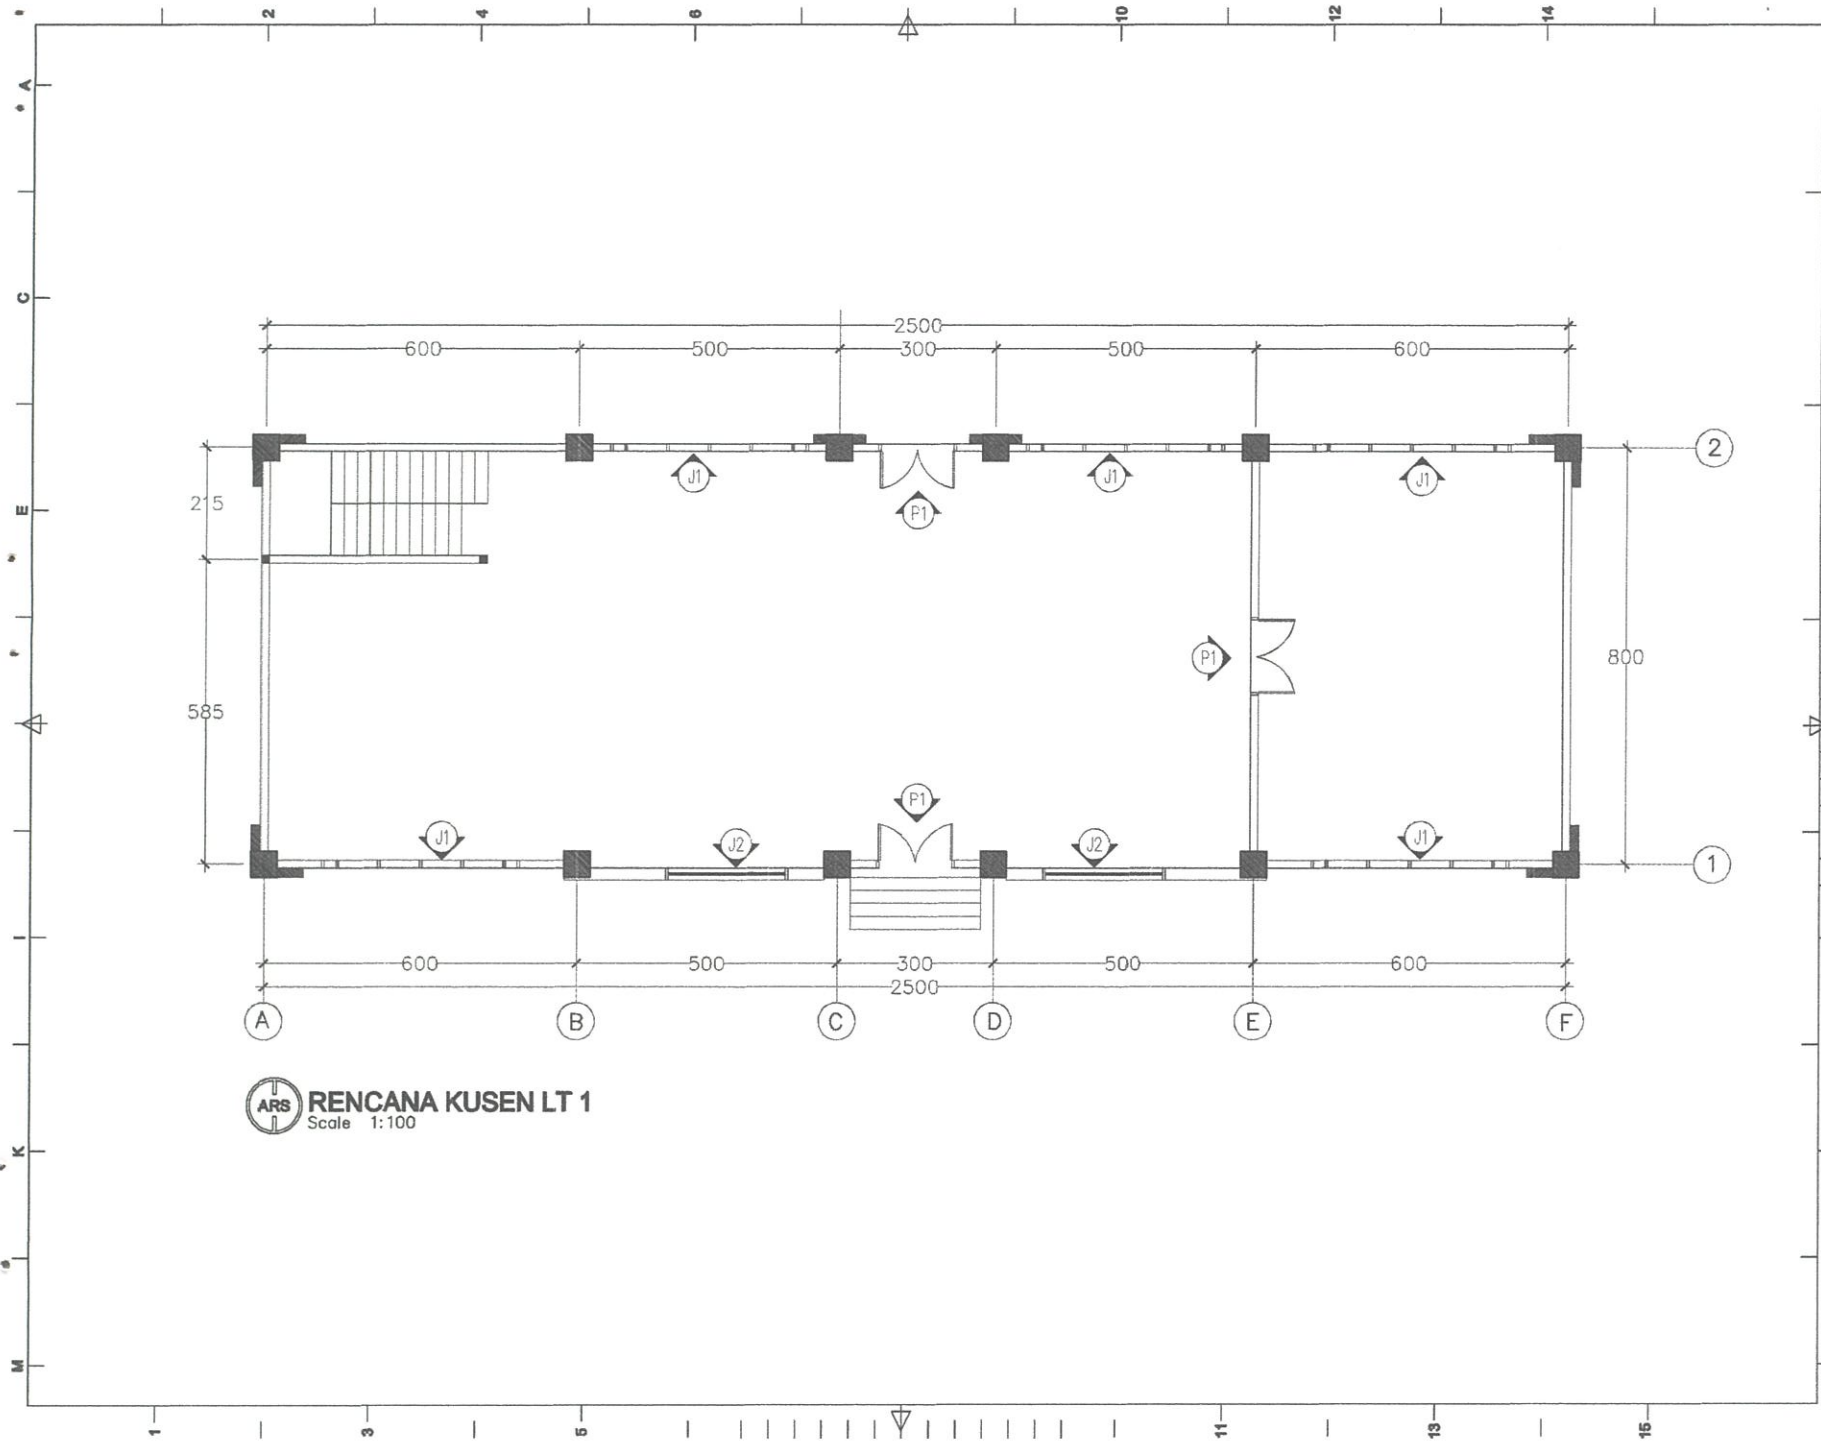 2 4 6 10 12 14
A
C
2500
600 500 300 500 600
2
J1 J1 J1
E
215
P1
P1
800
585
P1
J1 J2 J2 J1
1
I
600 500 300 500 600
2500
A B C D E F
ARS RENCANA KUSEN LT 1
Scale 1:100
K
M
1 3 5 11 13 15